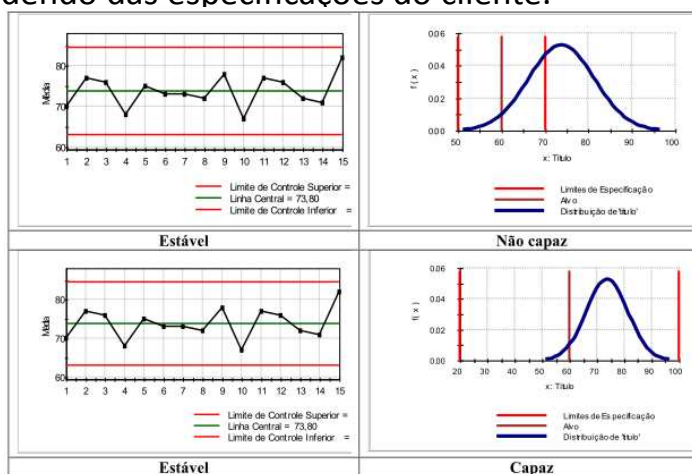 dendo das especificações do cliente.
Média
80
70
60
1 2 3 4 5 6 7 8 9 10 11 12 13 14 15
Limite de Controle Superior =
Linha Central = 73,80
Limite de Controle Inferior =
f ( x )
0.06
0.04
0.02
0.00
50 60 70 80 90 100
x: Título
Limites de Especificação
Alvo
Distribuição de 'título'
Estável
Não capaz
Média
80
70
60
1 2 3 4 5 6 7 8 9 10 11 12 13 14 15
Limite de Controle Superior =
Linha Central = 73,80
Limite de Controle Inferior =
f( x )
0.06
0.04
0.02
0.00
20 30 40 50 60 70 80 90 100
x: Título
Limites de Especificação
Alvo
Distribuição de 'título'
Estável
Capaz